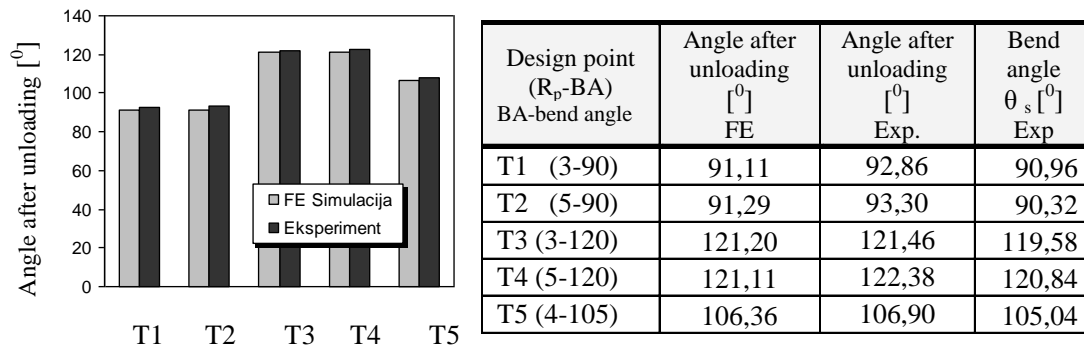 Angle after unloading [⁰]
140
120
100
80
60
40
20
0
FE Simulacija
Eksperiment
T1 T2 T3 T4 T5
Design point
(Rp-BA)
BA-bend angle
Angle after
unloading
[⁰]
FE
Angle after
unloading
[⁰]
Exp.
Bend
angle
θ s [⁰]
Exp
T1 (3-90) 91,11 92,86 90,96
T2 (5-90) 91,29 93,30 90,32
T3 (3-120) 121,20 121,46 119,58
T4 (5-120) 121,11 122,38 120,84
T5 (4-105) 106,36 106,90 105,04